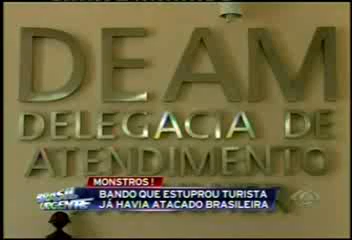 DEAM
DELEGACIA DE
ATENDIMENTO
MONSTROS !
BRASIL URGENTE
BANDO QUE ESTUPROU TURISTA
JÁ HAVIA ATACADO BRASILEIRA